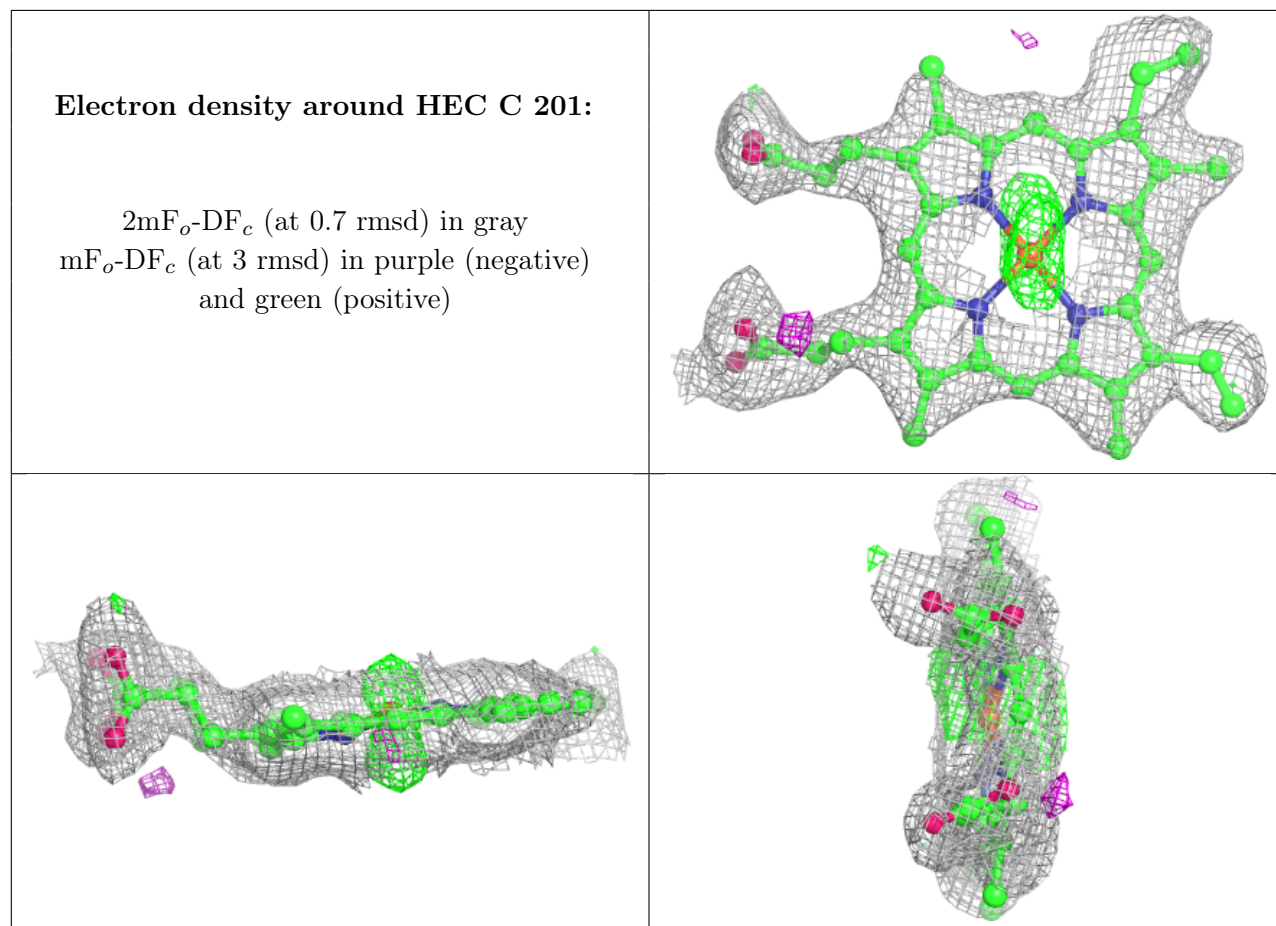 Electron density around HEC C 201:
2mFo-DFc (at 0.7 rmsd) in gray
mFo-DFc (at 3 rmsd) in purple (negative)
and green (positive)